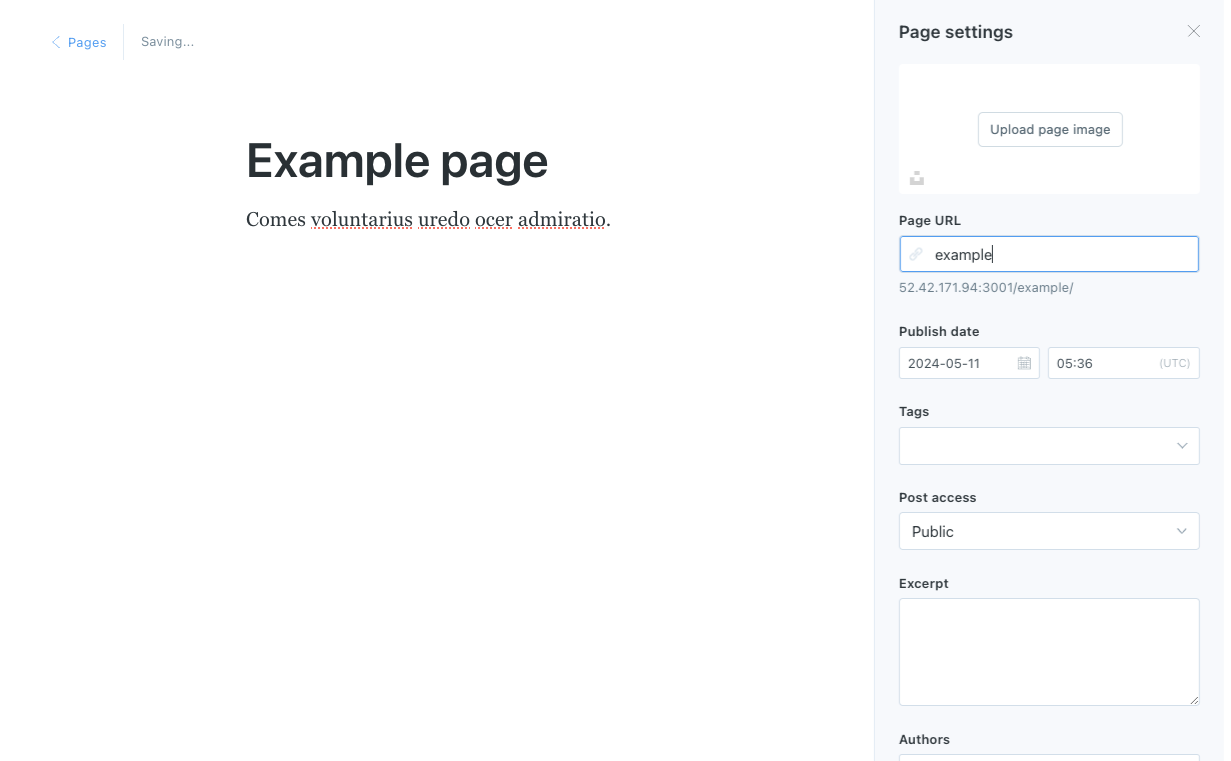 Pages
Saving...
Example page
Comes voluntarius uredo ocer admiratio.
Page settings
Upload page image
Page URL
example
52.42.171.94:3001/example/
Publish date
2024-05-11
05:36
(UTC)
Tags
Post access
Public
Excerpt
Authors